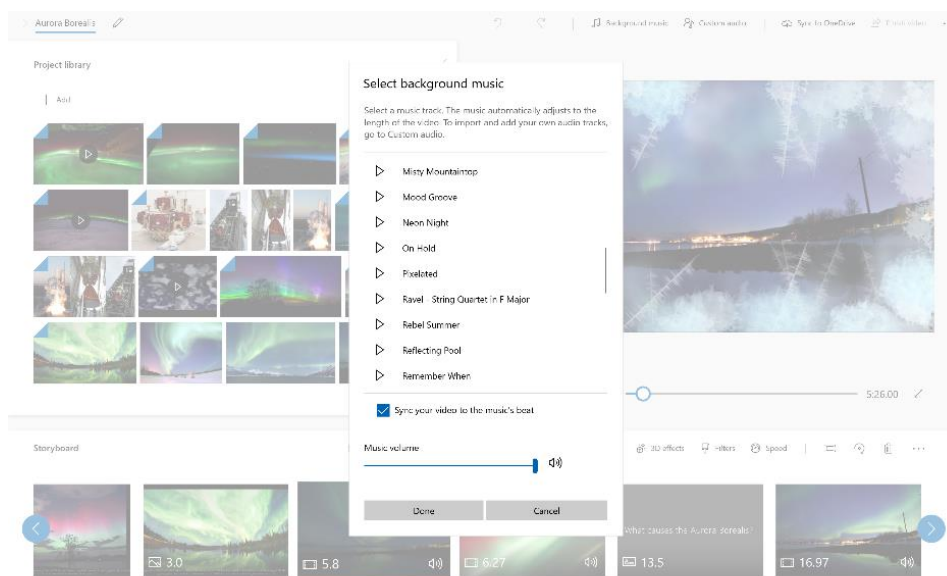 Aurora Borealis
Background music
Custom audio
Sync to OneDrive
Finish video
Project library
Add
Select background music
Select a music track. The music automatically adjusts to the
length of the video. To import and add your own audio tracks,
go to Custom audio.
Misty Mountaintop
Mood Groove
Neon Night
On Hold
Pixelated
Ravel - String Quartet in F Major
Rebel Summer
Reflecting Pool
Remember When
5:26.00
Sync your video to the music's beat
Music volume
Done
Cancel
Storyboard
3D effects
Filters
Speed
What causes the Aurora Borealis?
3.0
5.8
6.27
13.5
16.97